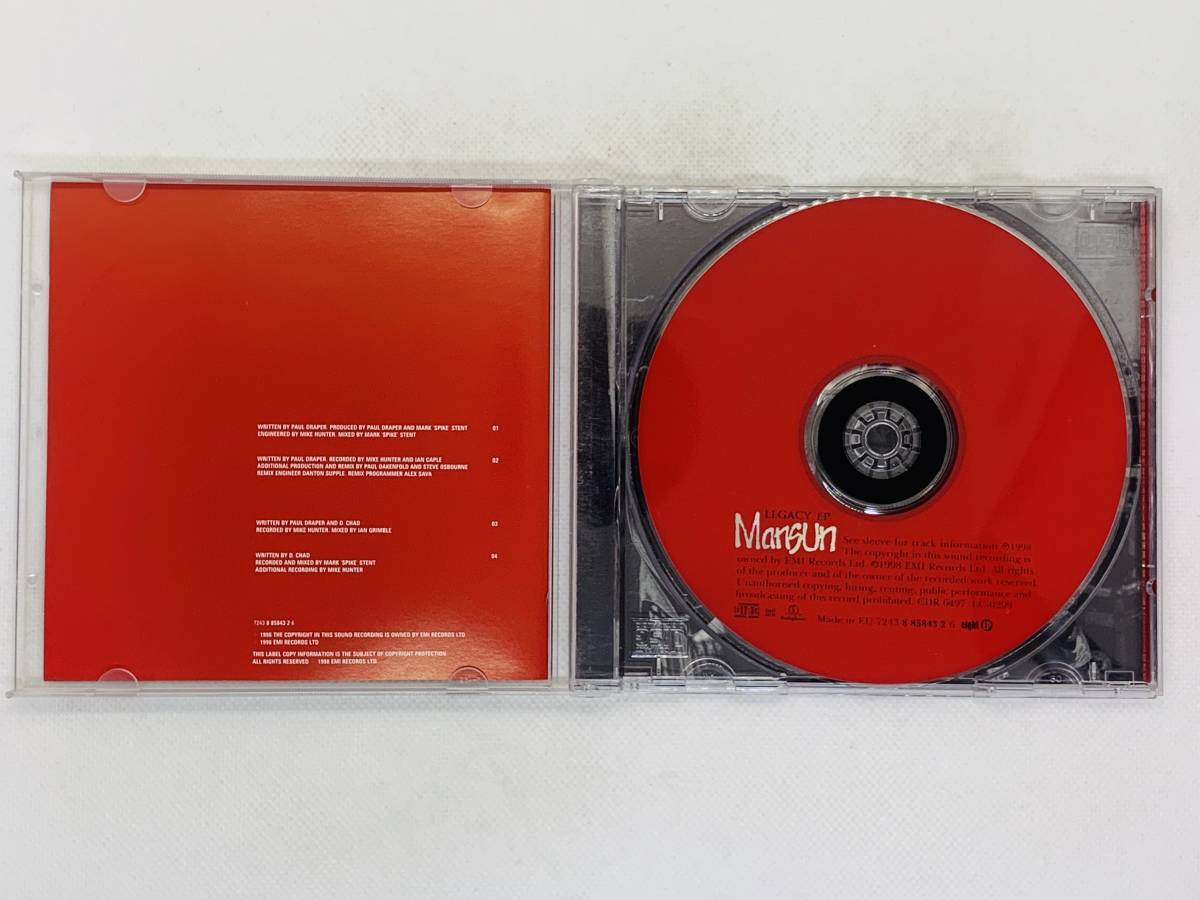 WRITTEN BY PAUL DRAPER. PRODUCED BY PAUL DRAPER AND MARK 'SPIKE' STENT 01
ENGINEERED BY MIKE HUNTER. MIXED BY MARK 'SPIKE' STENT
WRITTEN BY PAUL DRAPER. RECORDED BY MIKE HUNTER AND IAN CAPLE 02
ADDITIONAL PRODUCTION AND REMIX BY PAUL OAKENFOLD AND STEVE OSBOURNE
REMIX ENGINEER DANTON SUPPLE. REMIX PROGRAMMER ALEX SAVA
WRITTEN BY PAUL DRAPER AND D. CHAD 03
RECORDED BY MIKE HUNTER. MIXED BY IAN GRIMBLE
WRITTEN BY D. CHAD 04
RECORDED AND MIXED BY MARK 'SPIKE' STENT
ADDITIONAL RECORDING BY MIKE HUNTER
7243 8 85843 2 6
1998 THE COPYRIGHT IN THIS SOUND RECORDING IS OWNED BY EMI RECORDS LTD
1998 EMI RECORDS LTD
THIS LABEL COPY INFORMATION IS THE SUBJECT OF COPYRIGHT PROTECTION
ALL RIGHTS RESERVED 1998 EMI RECORDS LTD
LEGACY EP
Mansun
See sleeve for track information ℗1998
The copyright in this sound recording is
owned by EMI Records Ltd. ©1998 EMI Records Ltd. All rights
of the producer and of the owner of the recorded work reserved.
Unauthorised copying, hiring, renting, public performance and
broadcasting of this record prohibited. CDR 6497. LC 0299
Parlophone Made in EU 7243 8 85843 2 6 eight EP